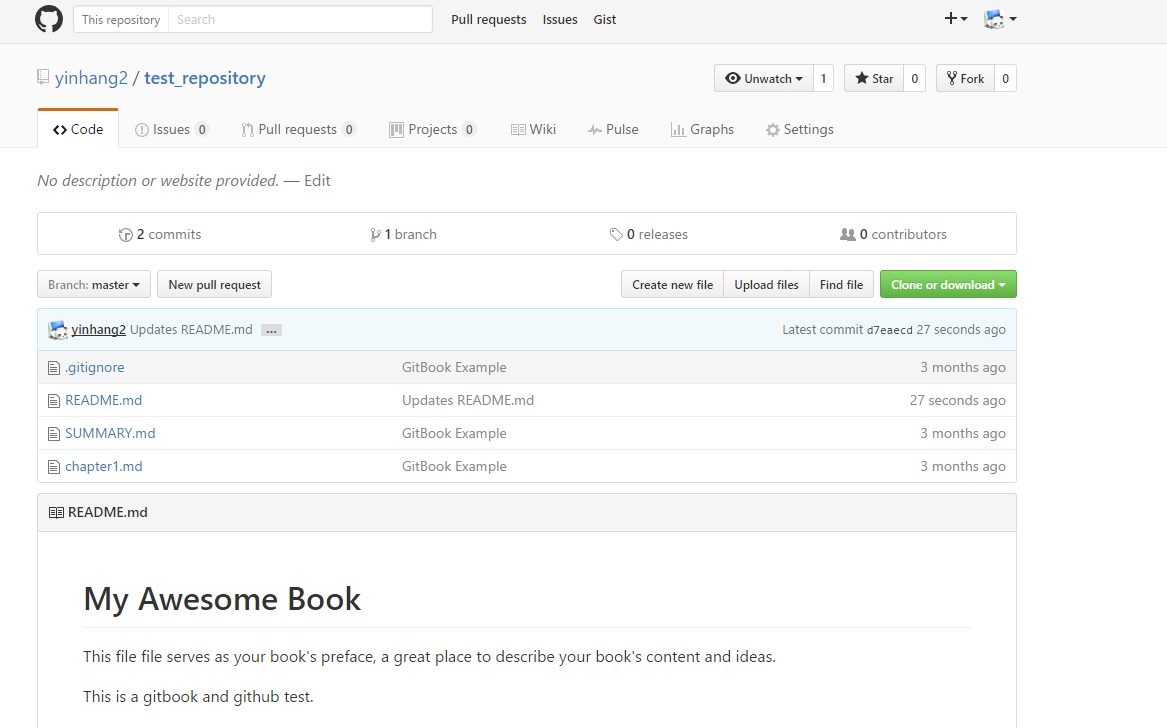 This repository Search Pull requests Issues Gist
yinhang2 / test_repository Unwatch 1 Star 0 Fork 0
Code Issues 0 Pull requests 0 Projects 0 Wiki Pulse Graphs Settings
No description or website provided. — Edit
2 commits 1 branch 0 releases 0 contributors
Branch: master New pull request Create new file Upload files Find file Clone or download
yinhang2 Updates README.md ... Latest commit d7eaecd 27 seconds ago
.gitignore GitBook Example 3 months ago
README.md Updates README.md 27 seconds ago
SUMMARY.md GitBook Example 3 months ago
chapter1.md GitBook Example 3 months ago
README.md
My Awesome Book
This file file serves as your book's preface, a great place to describe your book's content and ideas.
This is a gitbook and github test.